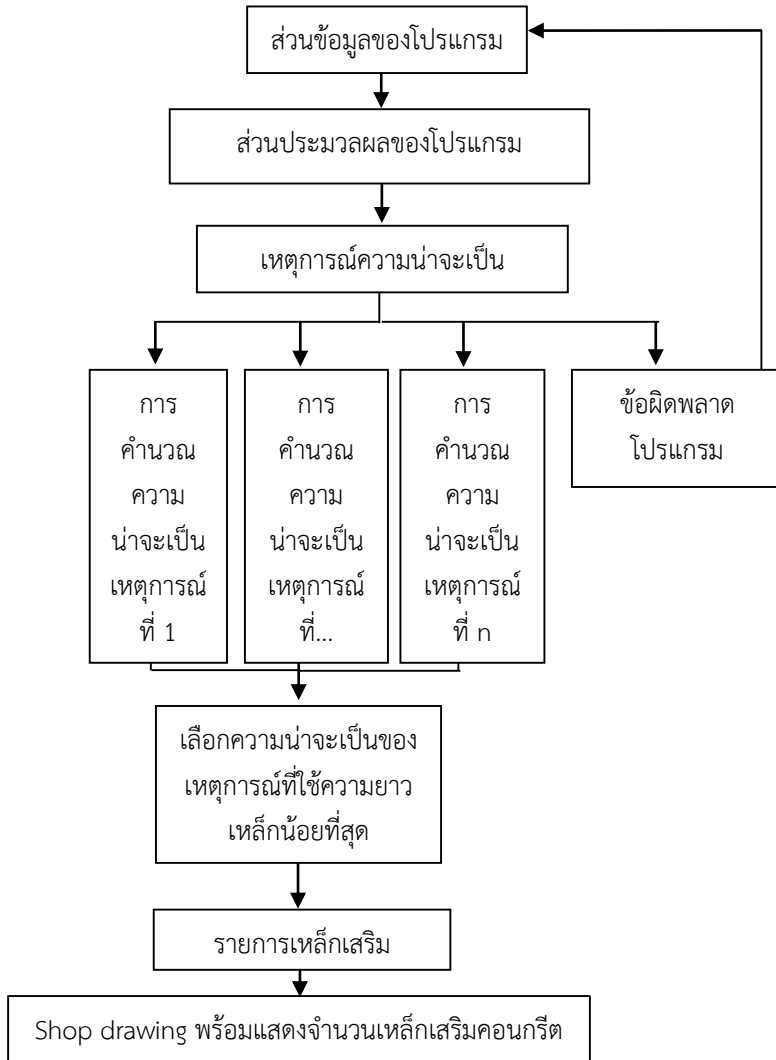 ส่วนข้อมูลของโปรแกรม
ส่วนประมวลผลของโปรแกรม
เหตุการณ์ความน่าจะเป็น
การ
คำนวณ
ความ
น่าจะเป็น
เหตุการณ์
ที่ 1
การ
คำนวณ
ความ
น่าจะเป็น
เหตุการณ์
ที่...
การ
คำนวณ
ความ
น่าจะเป็น
เหตุการณ์
ที่ n
ข้อผิดพลาด
โปรแกรม
เลือกความน่าจะเป็นของ
เหตุการณ์ที่ใช้ความยาว
เหล็กน้อยที่สุด
รายการเหล็กเสริม
Shop drawing พร้อมแสดงจำนวนเหล็กเสริมคอนกรีต